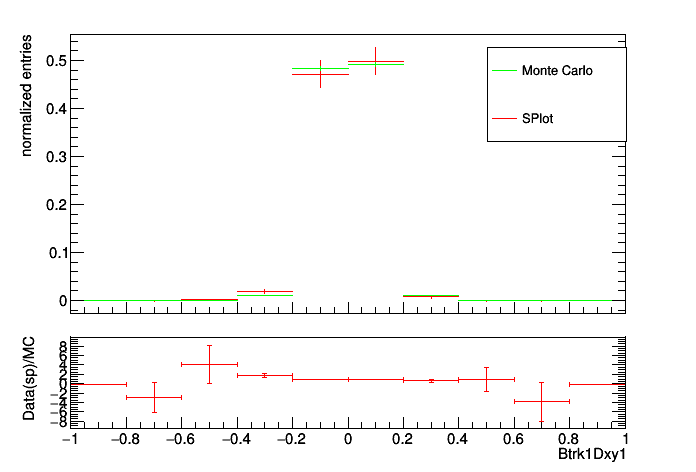 normalized entries
0.5
0.4
0.3
0.2
0.1
0
Monte Carlo
SPlot
Data(sp)/MC
8
6
4
2
0
−2
−4
−6
−8
−1 −0.8 −0.6 −0.4 −0.2 0 0.2 0.4 0.6 0.8 1
Btrk1Dxy1